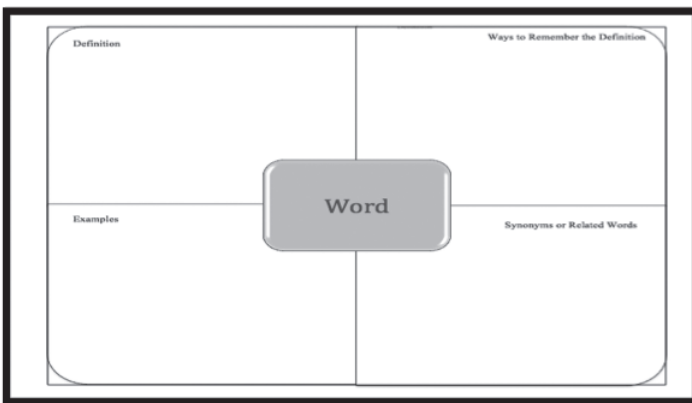 Definition
Ways to Remember the Definition
Word
Examples
Synonyms or Related Words